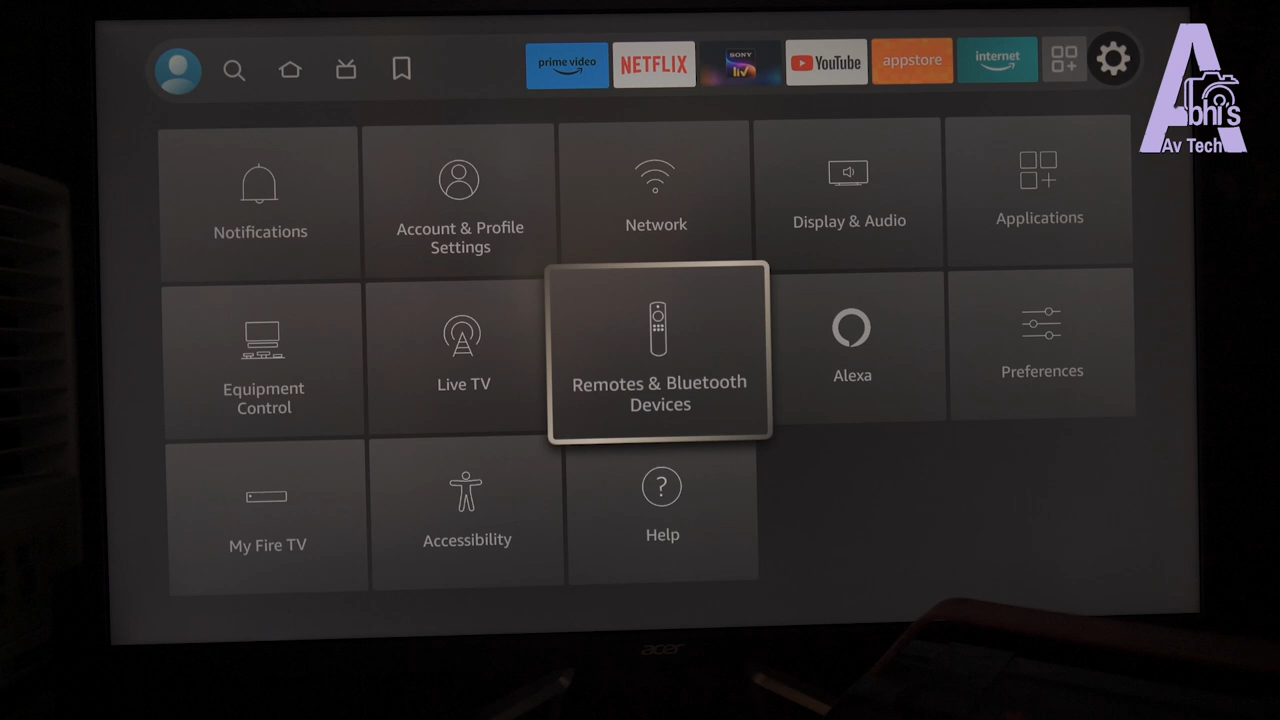 prime video
NETFLIX
SONY
liv
YouTube
appstore
internet
Abhi's
Av Tech
Notifications
Account & Profile
Settings
Network
Display & Audio
Applications
Equipment
Control
Live TV
Remotes & Bluetooth
Devices
Alexa
Preferences
My Fire TV
Accessibility
?
Help
acer